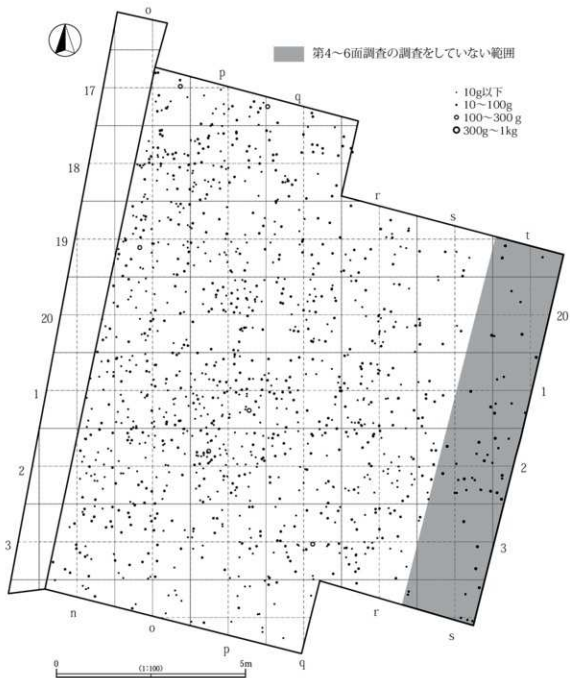 o
第4～6面調査の調査をしていない範囲
17
p
q
10g以下
10～100g
100～300 g
300g～1kg
18
r
s
t
19
20
20
1
1
2
2
3
3
n
o
p
q
r
s
0
(1:100)
5m